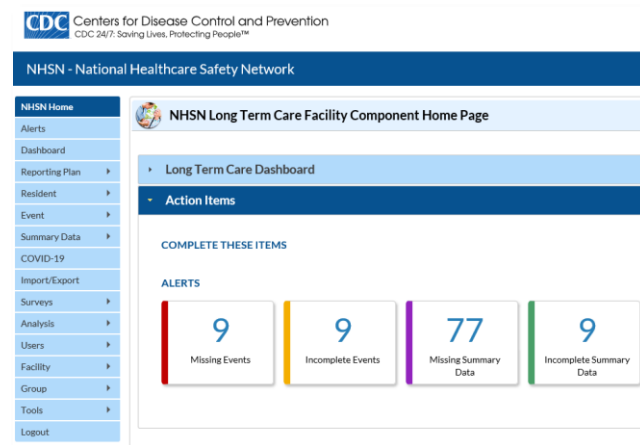 CDC Centers for Disease Control and Prevention
CDC 24/7: Saving Lives. Protecting People™
NHSN - National Healthcare Safety Network
NHSN Home
Alerts
Dashboard
Reporting Plan
Resident
Event
Summary Data
COVID-19
Import/Export
Surveys
Analysis
Users
Facility
Group
Tools
Logout
NHSN Long Term Care Facility Component Home Page
Long Term Care Dashboard
Action Items
COMPLETE THESE ITEMS
ALERTS
9
Missing Events
9
Incomplete Events
77
Missing Summary
Data
9
Incomplete Summary
Data